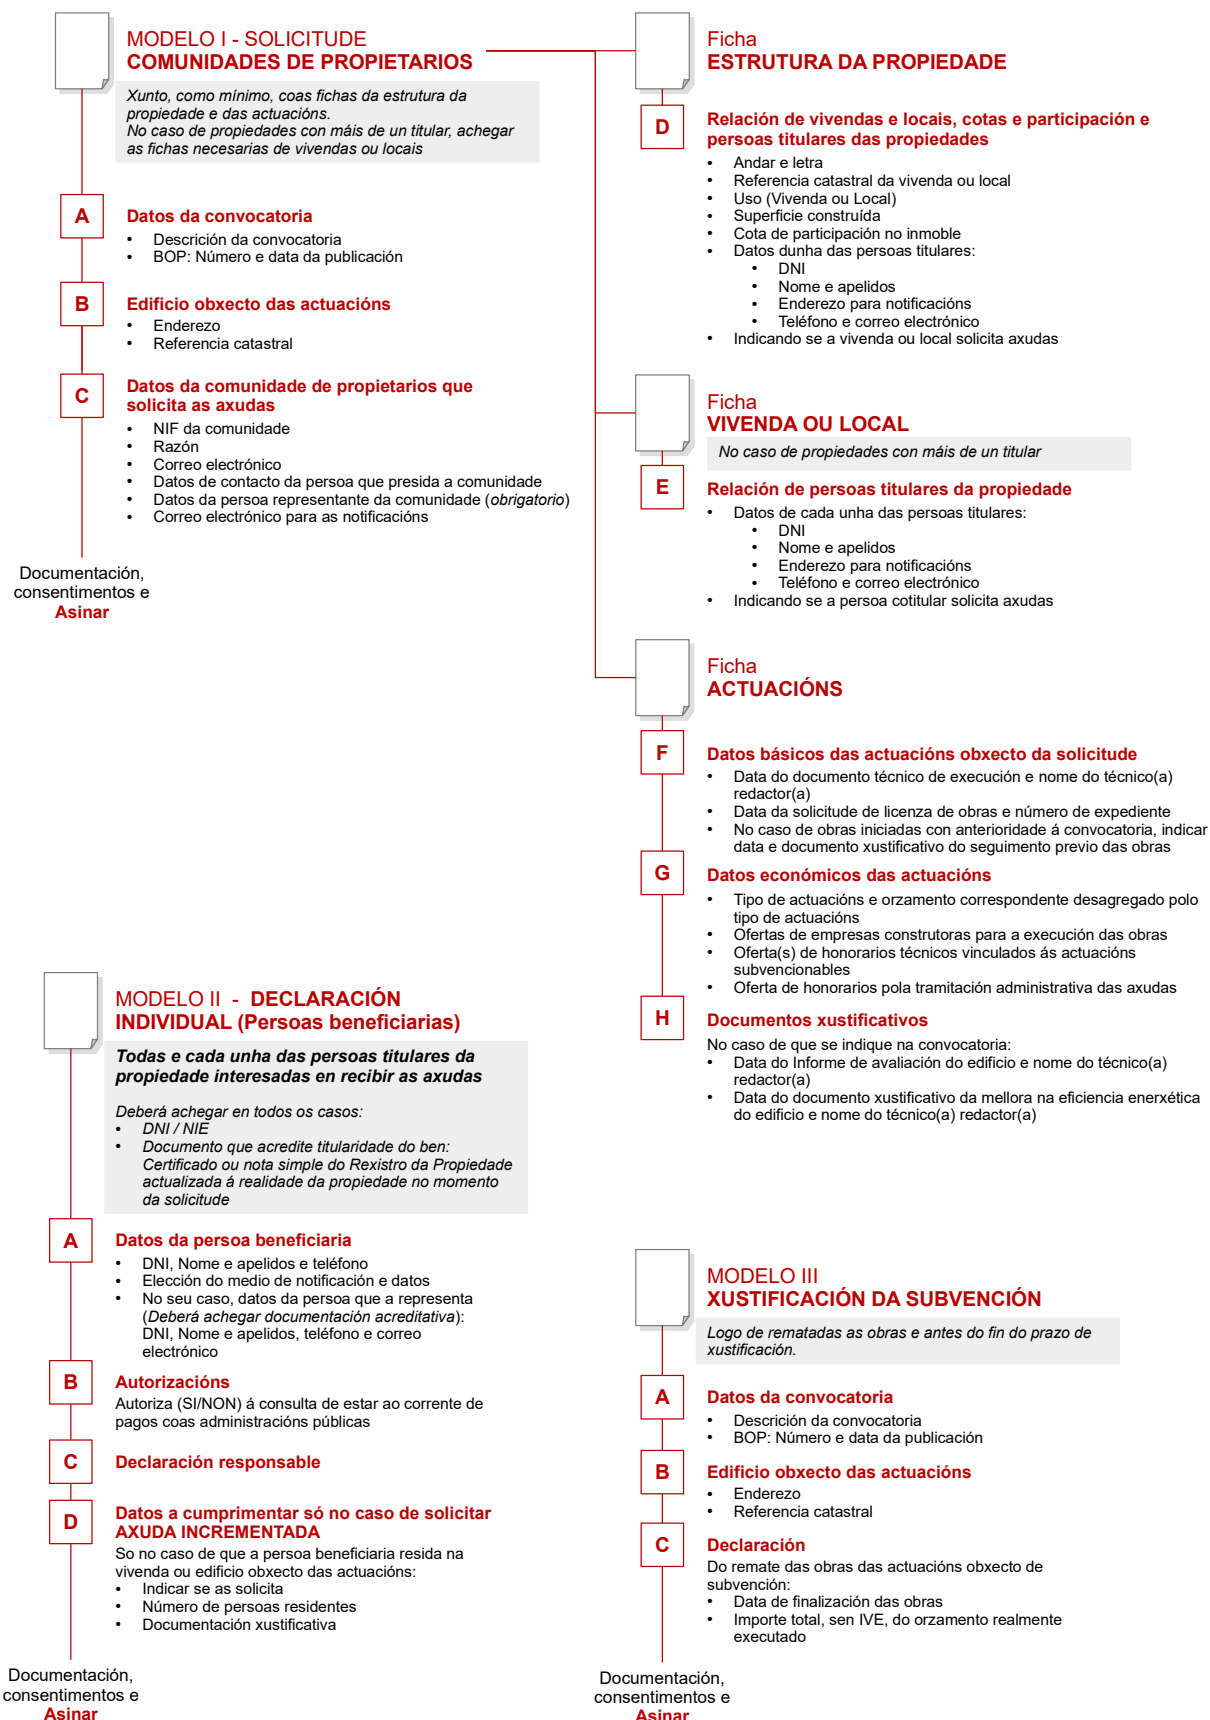 MODELO I - SOLICITUDE
COMUNIDADES DE PROPIETARIOS
Xunto, como mínimo, coas fichas da estrutura da
propiedade e das actuacións.
No caso de propiedades con máis de un titular, achegar
as fichas necesarias de vivendas ou locais
A
Datos da convocatoria
• Descrición da convocatoria
• BOP: Número e data da publicación
B
Edificio obxecto das actuacións
• Enderezo
• Referencia catastral
C
Datos da comunidade de propietarios que
solicita as axudas
• NIF da comunidade
• Razón
• Correo electrónico
• Datos de contacto da persoa que presida a comunidade
• Datos da persoa representante da comunidade (obrigatorio)
• Correo electrónico para as notificacións
Documentación,
consentimentos e
Asinar
Ficha
ESTRUTURA DA PROPIEDADE
D
Relación de vivendas e locais, cotas e participación e
persoas titulares das propiedades
• Andar e letra
• Referencia catastral da vivenda ou local
• Uso (Vivenda ou Local)
• Superficie construída
• Cota de participación no inmoble
• Datos dunha das persoas titulares:
• DNI
• Nome e apelidos
• Enderezo para notificacións
• Teléfono e correo electrónico
• Indicando se a vivenda ou local solicita axudas
Ficha
VIVENDA OU LOCAL
No caso de propiedades con máis de un titular
E
Relación de persoas titulares da propiedade
• Datos de cada unha das persoas titulares:
• DNI
• Nome e apelidos
• Enderezo para notificacións
• Teléfono e correo electrónico
• Indicando se a persoa cotitular solicita axudas
Ficha
ACTUACIÓNS
F
Datos básicos das actuacións obxecto da solicitude
• Data do documento técnico de execución e nome do técnico(a)
redactor(a)
• Data da solicitude de licenza de obras e número de expediente
• No caso de obras iniciadas con anterioridade á convocatoria, indicar
data e documento xustificativo do seguimento previo das obras
G
Datos económicos das actuacións
• Tipo de actuacións e orzamento correspondente desagregado polo
tipo de actuacións
• Ofertas de empresas construtoras para a execución das obras
• Oferta(s) de honorarios técnicos vinculados ás actuacións
subvencionables
• Oferta de honorarios pola tramitación administrativa das axudas
H
Documentos xustificativos
No caso de que se indique na convocatoria:
• Data do Informe de avaliación do edificio e nome do técnico(a)
redactor(a)
• Data do documento xustificativo da mellora na eficiencia enerxética
do edificio e nome do técnico(a) redactor(a)
MODELO II - DECLARACIÓN
INDIVIDUAL (Persoas beneficiarias)
Todas e cada unha das persoas titulares da
propiedade interesadas en recibir as axudas
Deberá achegar en todos os casos:
• DNI / NIE
• Documento que acredite titularidade do ben:
Certificado ou nota simple do Rexistro da Propiedade
actualizada á realidade da propiedade no momento
da solicitude
A
Datos da persoa beneficiaria
• DNI, Nome e apelidos e teléfono
• Elección do medio de notificación e datos
• No seu caso, datos da persoa que a representa
(Deberá achegar documentación acreditativa):
DNI, Nome e apelidos, teléfono e correo
electrónico
B
Autorizacións
Autoriza (SI/NON) á consulta de estar ao corrente de
pagos coas administracións públicas
C
Declaración responsable
D
Datos a cumprimentar só no caso de solicitar
AXUDA INCREMENTADA
So no caso de que a persoa beneficiaria resida na
vivenda ou edificio obxecto das actuacións:
• Indicar se as solicita
• Número de persoas residentes
• Documentación xustificativa
Documentación,
consentimentos e
Asinar
MODELO III
XUSTIFICACIÓN DA SUBVENCIÓN
Logo de rematadas as obras e antes do fin do prazo de
xustificación.
A
Datos da convocatoria
• Descrición da convocatoria
• BOP: Número e data da publicación
B
Edificio obxecto das actuacións
• Enderezo
• Referencia catastral
C
Declaración
Do remate das obras das actuacións obxecto de
subvención:
• Data de finalización das obras
• Importe total, sen IVE, do orzamento realmente
executado
Documentación,
consentimentos e
Asinar